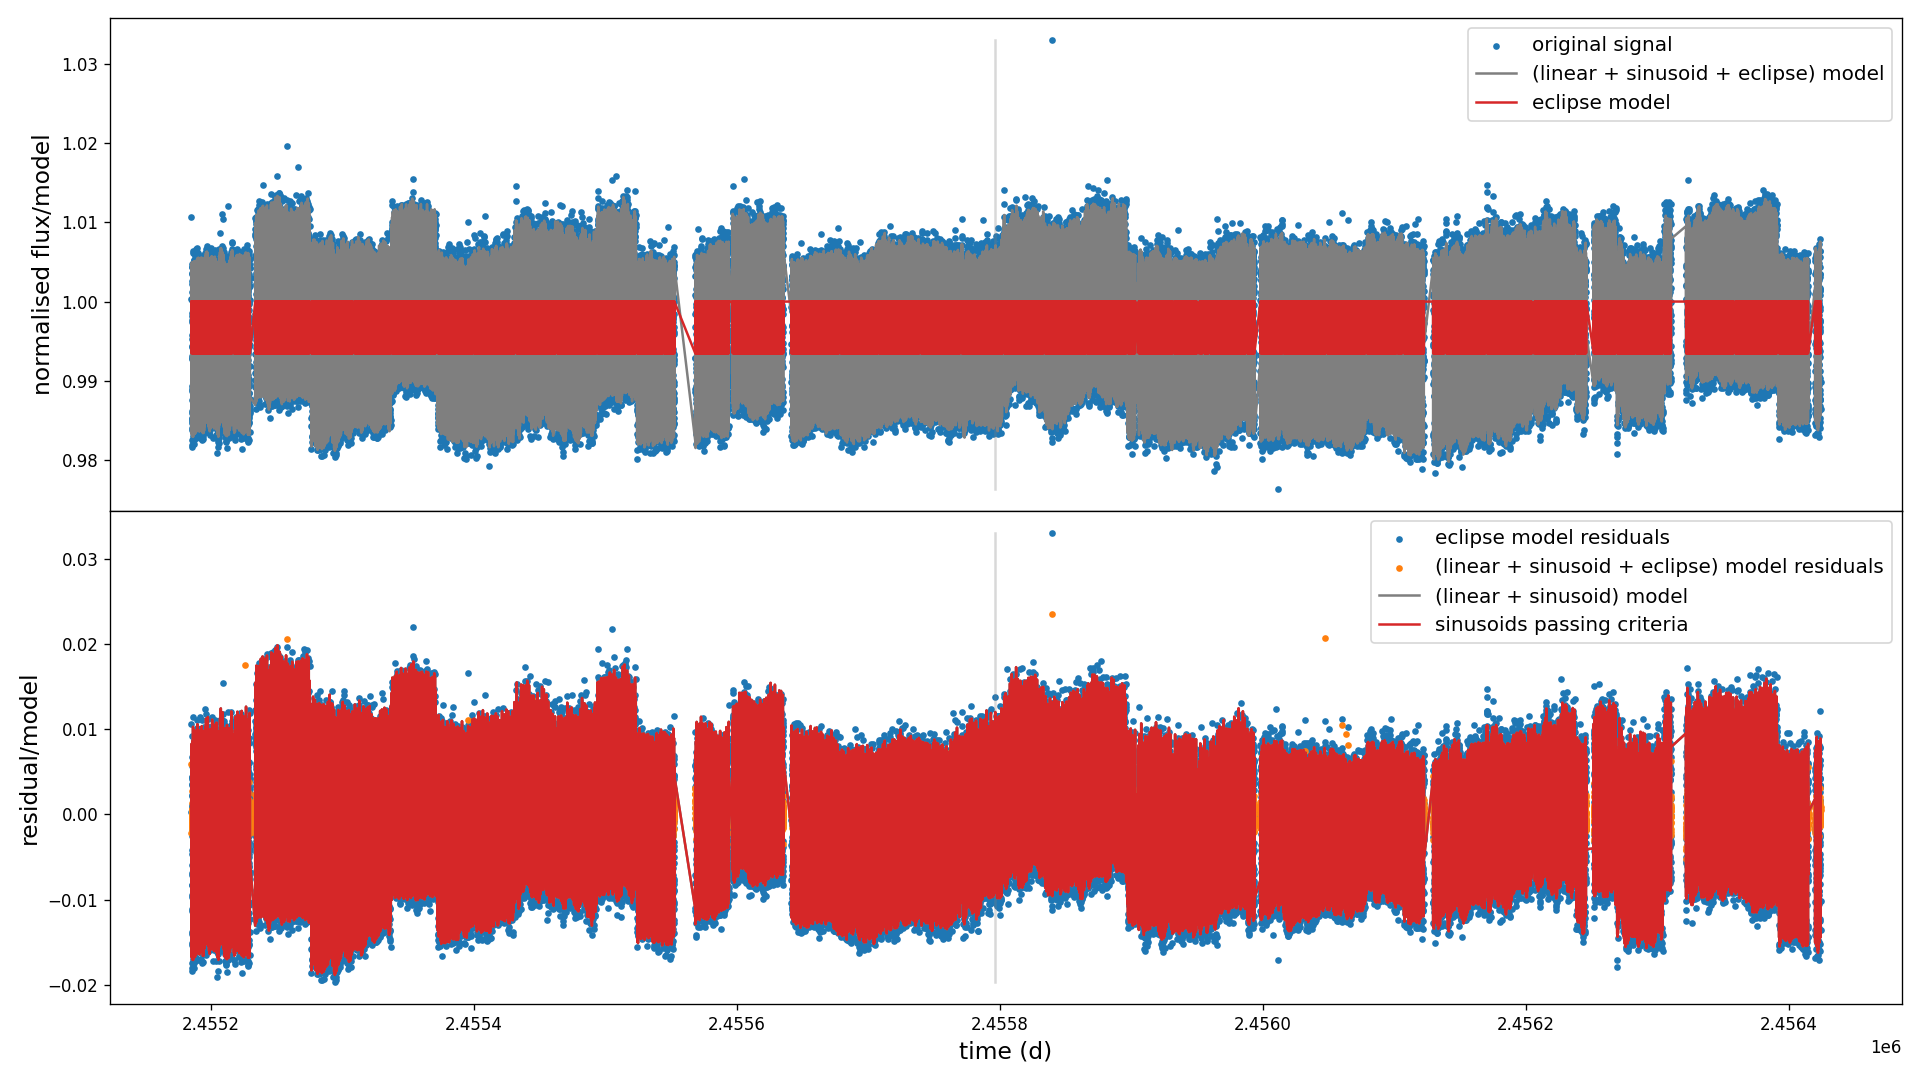 normalised flux/model
1.03
1.02
1.01
1.00
0.99
0.98
original signal
(linear + sinusoid + eclipse) model
eclipse model
residual/model
0.03
0.02
0.01
0.00
−0.01
−0.02
eclipse model residuals
(linear + sinusoid + eclipse) model residuals
(linear + sinusoid) model
sinusoids passing criteria
2.4552 2.4554 2.4556 2.4558 2.4560 2.4562 2.4564
1e6
time (d)